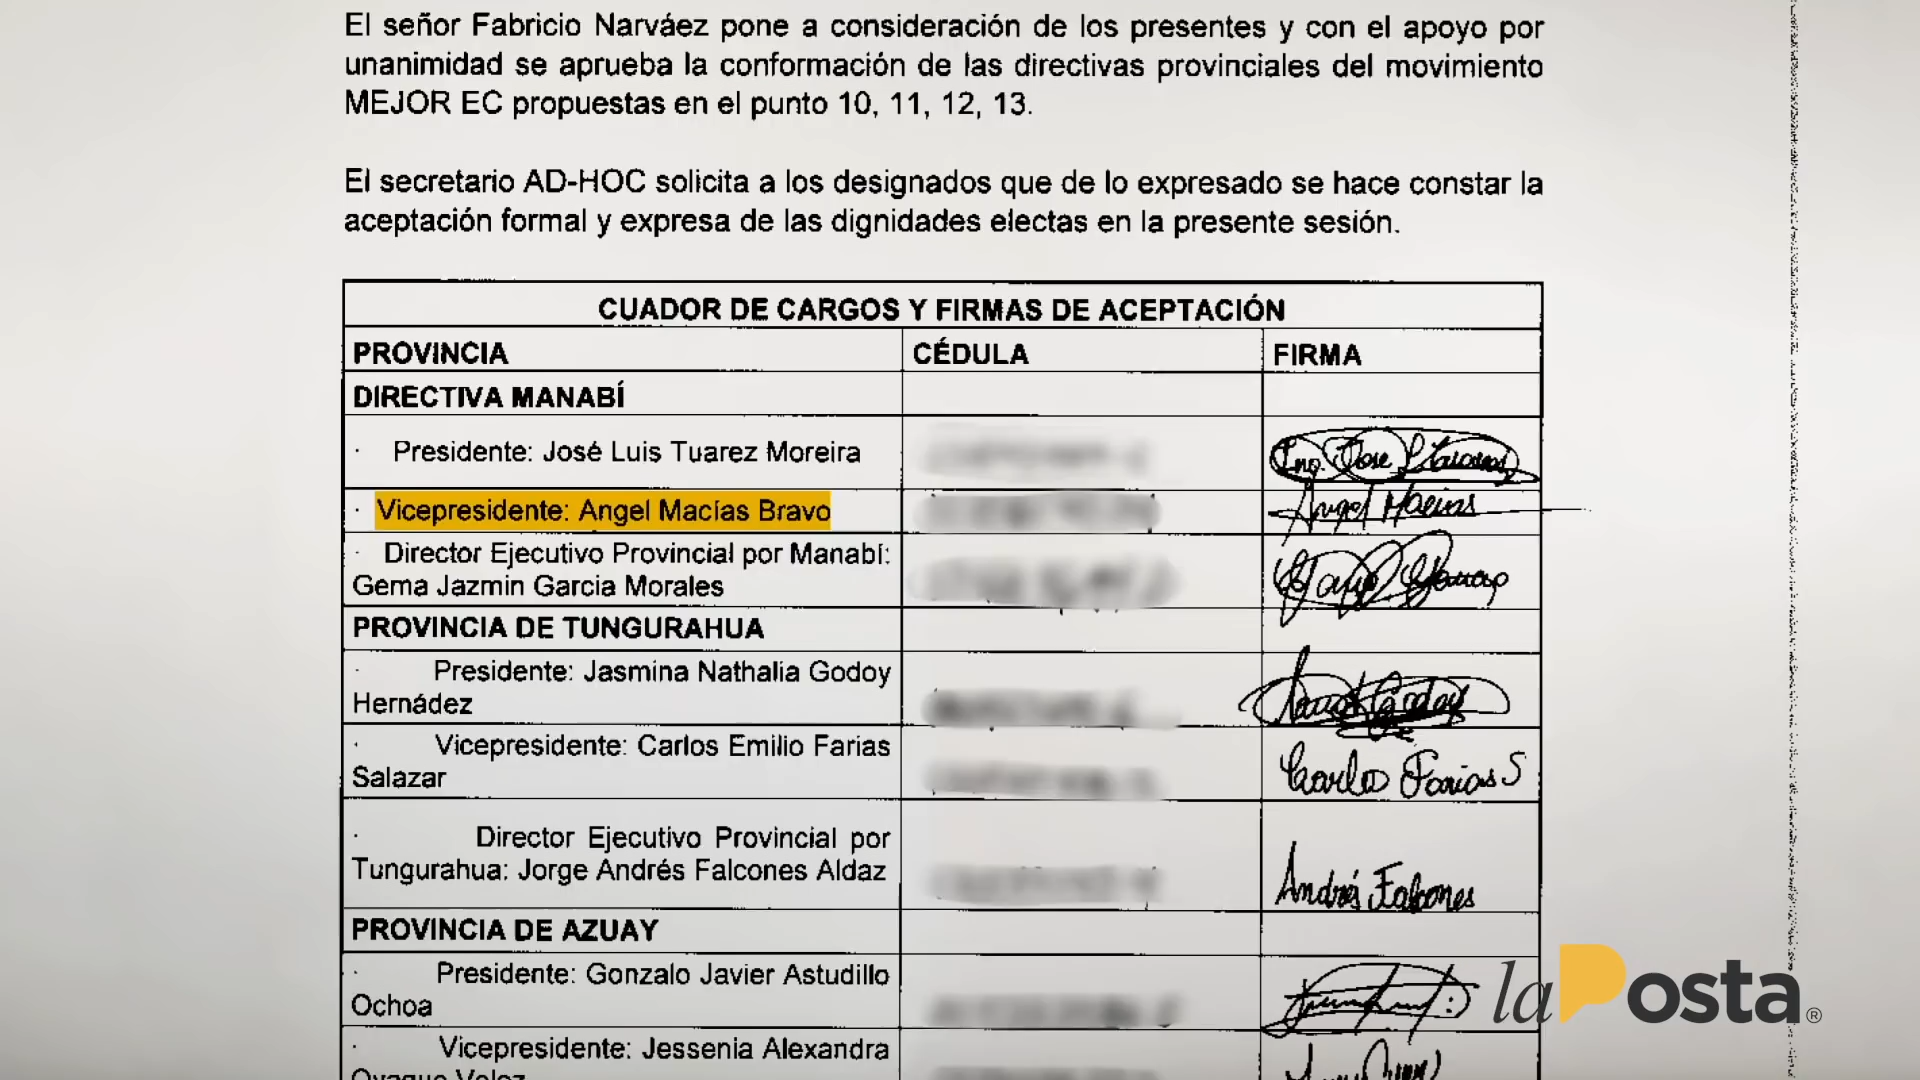 El señor Fabricio Narváez pone a consideración de los presentes y con el apoyo por
unanimidad se aprueba la conformación de las directivas provinciales del movimiento
MEJOR EC propuestas en el punto 10, 11, 12, 13.
El secretario AD-HOC solicita a los designados que de lo expresado se hace constar la
aceptación formal y expresa de las dignidades electas en la presente sesión.
CUADOR DE CARGOS Y FIRMAS DE ACEPTACIÓN
PROVINCIA CÉDULA FIRMA
DIRECTIVA MANABÍ
· Presidente: José Luis Tuarez Moreira
· Vicepresidente: Angel Macías Bravo Angel Macias
· Director Ejecutivo Provincial por Manabí:
Gema Jazmin Garcia Morales
PROVINCIA DE TUNGURAHUA
· Presidente: Jasmina Nathalia Godoy
Hernádez
· Vicepresidente: Carlos Emilio Farias
Salazar
Carlos Farias S
· Director Ejecutivo Provincial por
Tungurahua: Jorge Andrés Falcones Aldaz
Andrés Falcones
PROVINCIA DE AZUAY
· Presidente: Gonzalo Javier Astudillo
Ochoa
· Vicepresidente: Jessenia Alexandra
laPosta®